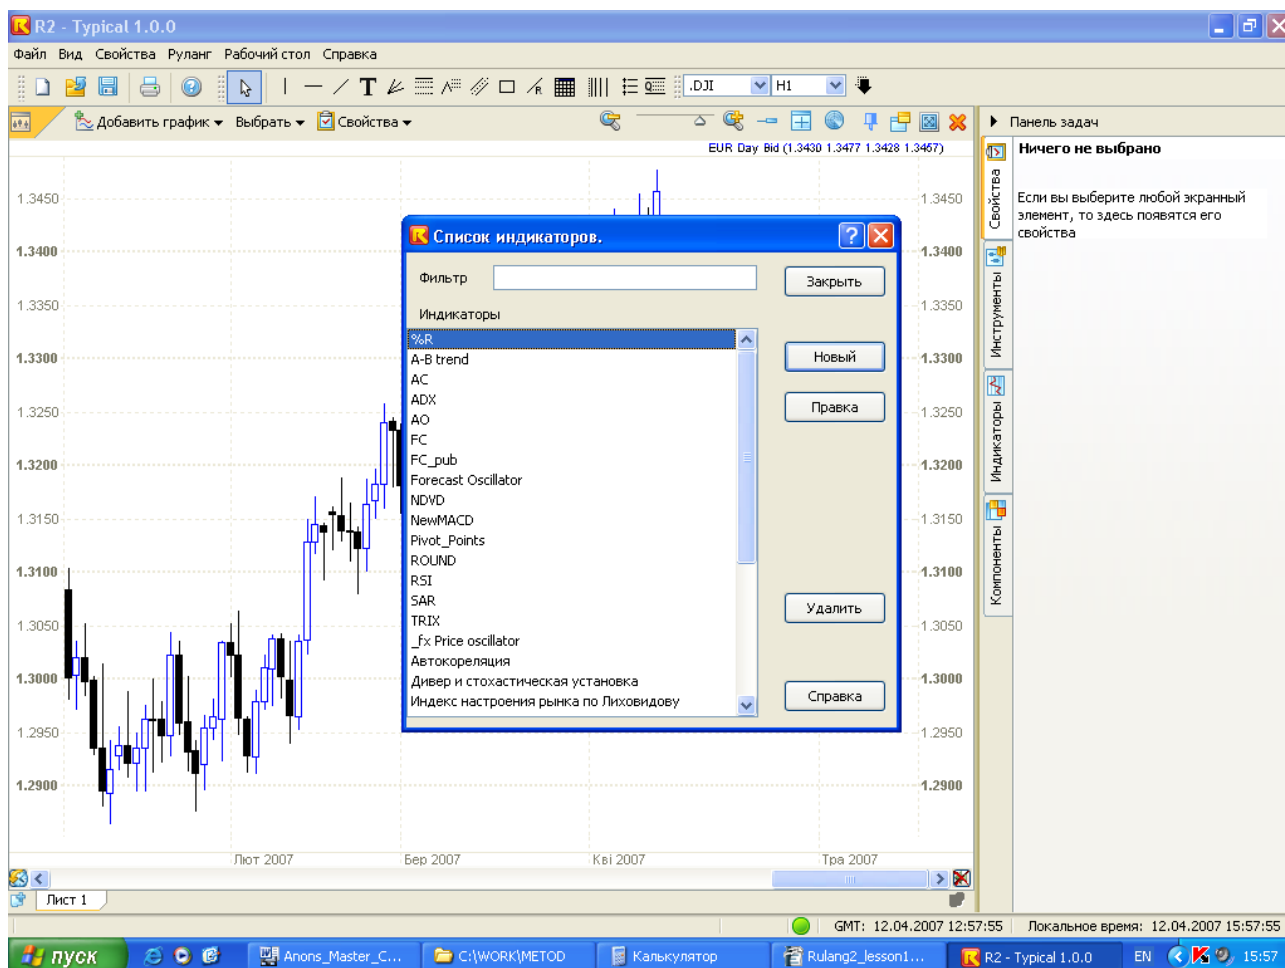 R2 - Typical 1.0.0
Файл Вид Свойства Руланг Рабочий стол Справка
.DJI H1
Добавить график Выбрать Свойства
Панель задач
EUR Day Bid (1.3430 1.3477 1.3428 1.3457)
Ничего не выбрано
Если вы выберите любой экранный
элемент, то здесь появятся его
свойства
Свойства
Инструменты
Индикаторы
Компоненты
1.3450 1.3450
1.3400 1.3400
1.3350 1.3350
1.3300 1.3300
1.3250 1.3250
1.3200 1.3200
1.3150 1.3150
1.3100 1.3100
1.3050 1.3050
1.3000 1.3000
1.2950 1.2950
1.2900 1.2900
Список индикаторов.
Фильтр
Закрыть
Индикаторы
%R
A-B trend
AC
ADX
AO
FC
FC_pub
Forecast Oscillator
NDVD
NewMACD
Pivot_Points
ROUND
RSI
SAR
TRIX
_fx Price oscillator
Автокореляция
Дивер и стохастическая установка
Индекс настроения рынка по Лиховидову
Новый
Правка
Удалить
Справка
Лют 2007 Бер 2007 Кві 2007 Тра 2007
Лист 1
GMT: 12.04.2007 12:57:55 Локальное время: 12.04.2007 15:57:55
пуск Anons_Master_C... C:\WORK\METOD Калькулятор Rulang2_lesson1... R2 - Typical 1.0.0 EN 15:57